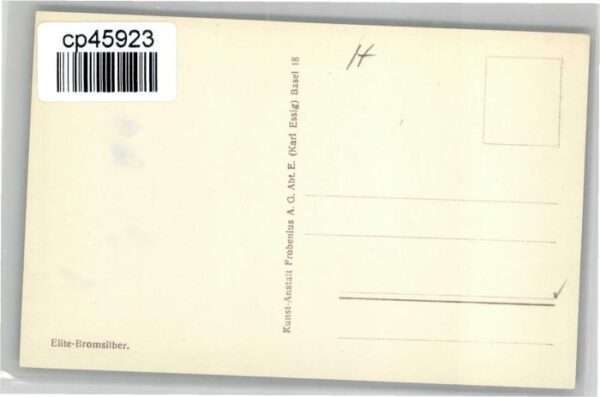 cp45923
H
Kunst-Anstalt Frobenius A. G. Abt. E. (Karl Essig) Basel 18
Elite-Bromsilber.